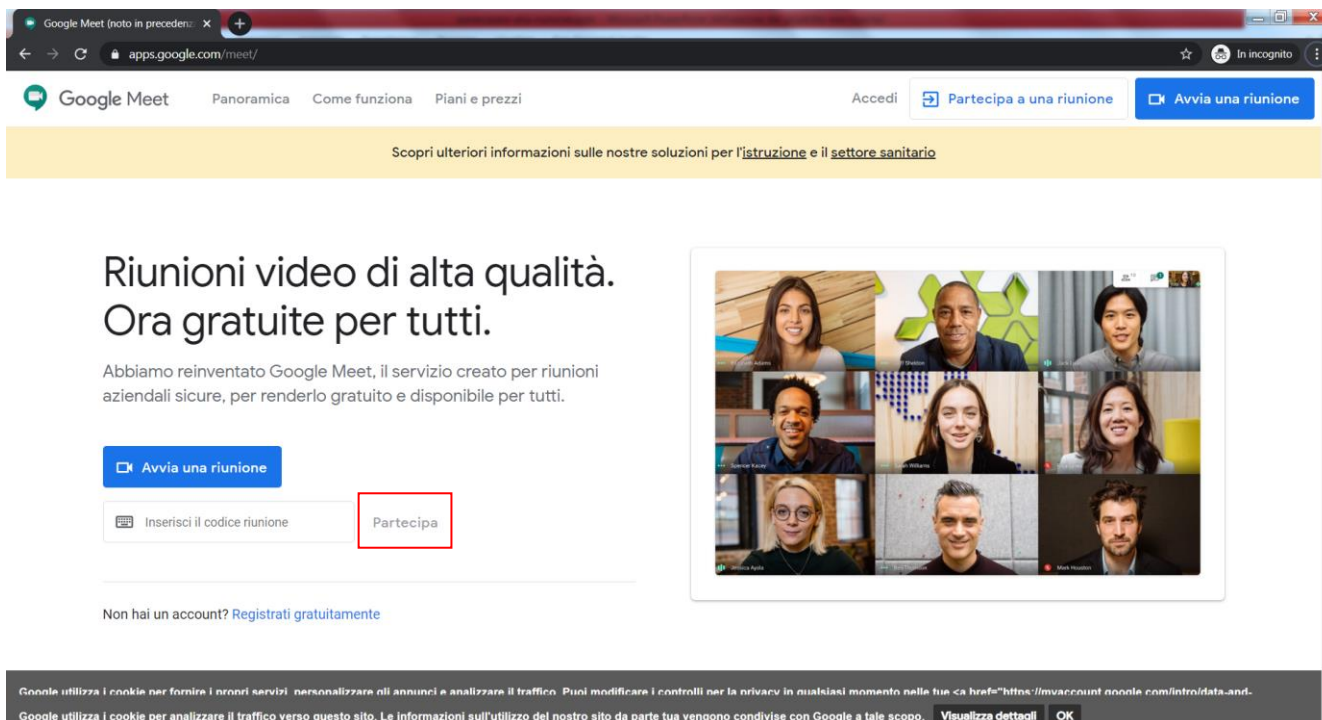 Google Meet (noto in precedenz
apps.google.com/meet/
In incognito
Google Meet
Panoramica
Come funziona
Piani e prezzi
Accedi
Partecipa a una riunione
Avvia una riunione
Scopri ulteriori informazioni sulle nostre soluzioni per l'istruzione e il settore sanitario
Riunioni video di alta qualità.
Ora gratuite per tutti.
Abbiamo reinventato Google Meet, il servizio creato per riunioni
aziendali sicure, per renderlo gratuito e disponibile per tutti.
Avvia una riunione
Inserisci il codice riunione
Partecipa
Non hai un account? Registrati gratuitamente
Spencer Kacey
Williams
Jessica Apila
Mark Houston
Google utilizza i cookie per fornire i propri servizi, personalizzare gli annunci e analizzare il traffico. Puoi modificare i controlli per la privacy in qualsiasi momento nelle tue <a href="https://myaccount.google.com/intro/data-and-
Google utilizza i cookie per analizzare il traffico verso questo sito. Le informazioni sull'utilizzo del nostro sito da parte tua vengono condivise con Google a tale scopo. Visualizza dettagli OK